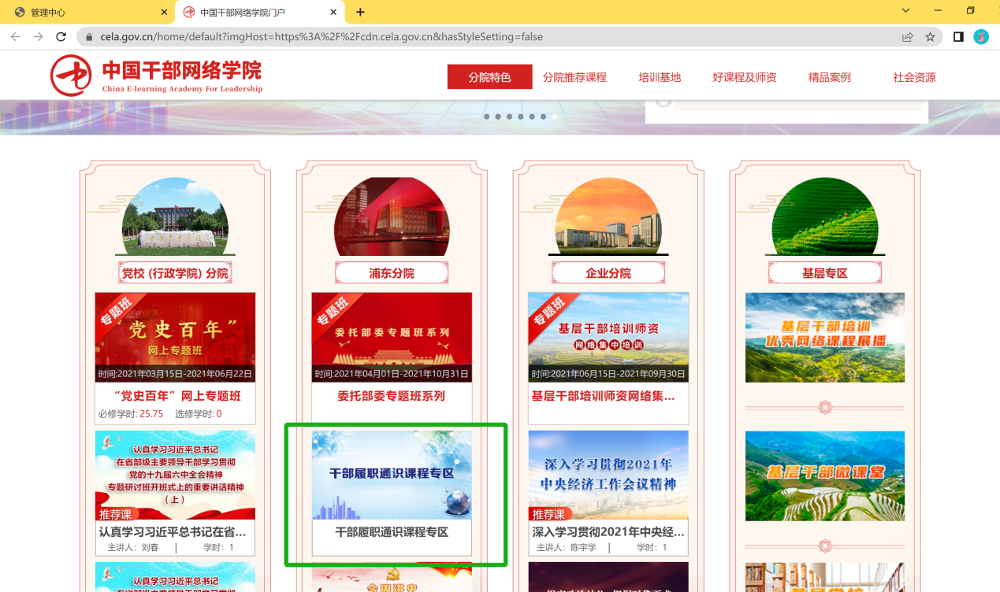 管理中心
中国干部网络学院门户
cela.gov.cn/home/default?imgHost=https%3A%2F%2Fcdn.cela.gov.cn&hasStyleSetting=false
中国干部网络学院
China E-learning Academy For Leadership
分院特色
分院推荐课程
培训基地
好课程及师资
精品案例
社会资源
党校 (行政学院) 分院
专题班
“党史百年”
网上专题班
时间:2021年03月15日-2021年06月22日
“党史百年”网上专题班
必修学时: 25.75 选修学时: 0
认真学习习近平总书记
在省部级主要领导干部学习贯彻
党的十九届六中全会精神
专题研讨班开班式上的重要讲话精神
（上）
推荐课
认真学习习近平总书记在省...
主讲人：刘春 | 学时：1
认真学习习近平总书记
浦东分院
专题班
委托部委专题班系列
时间:2021年04月01日-2021年10月31日
委托部委专题班系列
干部履职通识课程专区
干部履职通识课程专区
企业分院
专题班
基层干部培训师资
网络集中培训
时间:2021年06月15日-2021年09月30日
基层干部培训师资网络集...
深入学习贯彻2021年
中央经济工作会议精神
推荐课
深入学习贯彻2021年中央经...
主讲人：陈宇学 | 学时：1
基层专区
基层干部培训
优秀网络课程展播
基层干部微课堂